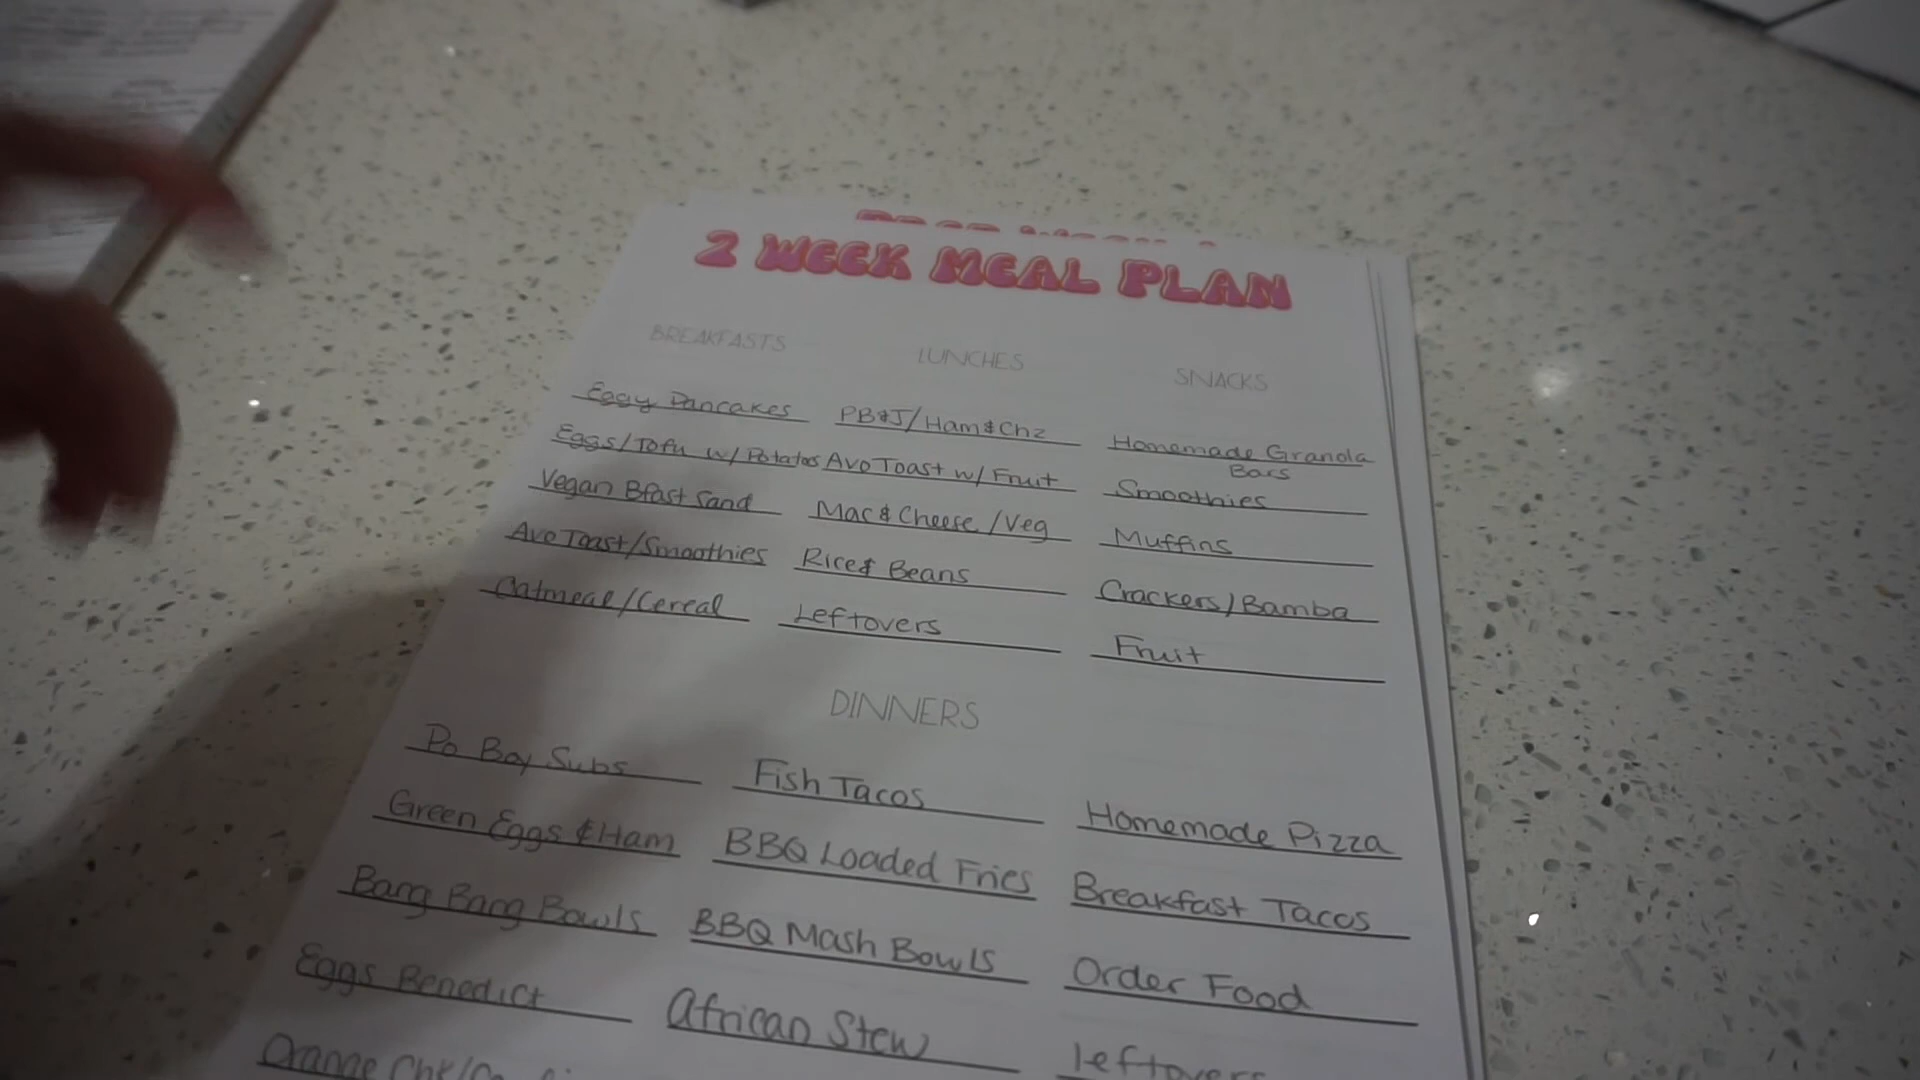 2 WEEK MEAL PLAN
BREAKFASTS
Eggy Pancakes
Eggs/Tofu w/ Potatoes
Vegan Bfast Sand
Avo Toast/Smoothies
Oatmeal/Cereal
LUNCHES
PB&J/Ham&Chz
Avo Toast w/ Fruit
Mac & Cheese/Veg
Rice & Beans
Leftovers
SNACKS
Homemade Granola
Bars
Smoothies
Muffins
Crackers/Bamba
Fruit
DINNERS
Po Boy Subs
Green Eggs & Ham
Bang Bang Bowls
Eggs Benedict
Orange
Fish Tacos
BBQ Loaded Fries
BBQ Mash Bowls
African Stew
Homemade Pizza
Breakfast Tacos
Order Food
leftovers